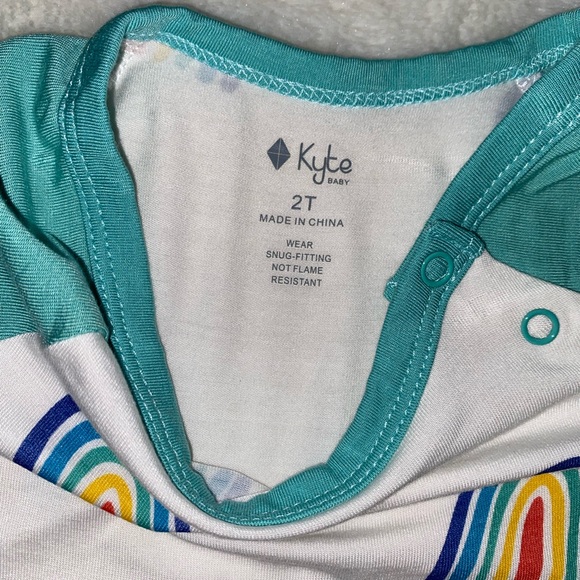 Kyte
BABY
2T
MADE IN CHINA
WEAR
SNUG-FITTING
NOT FLAME
RESISTANT